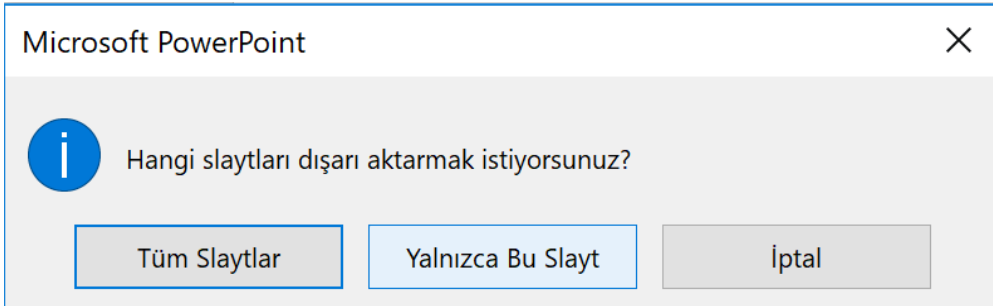 Microsoft PowerPoint
Hangi slaytları dışarı aktarmak istiyorsunuz?
Tüm Slaytlar
Yalnızca Bu Slayt
İptal